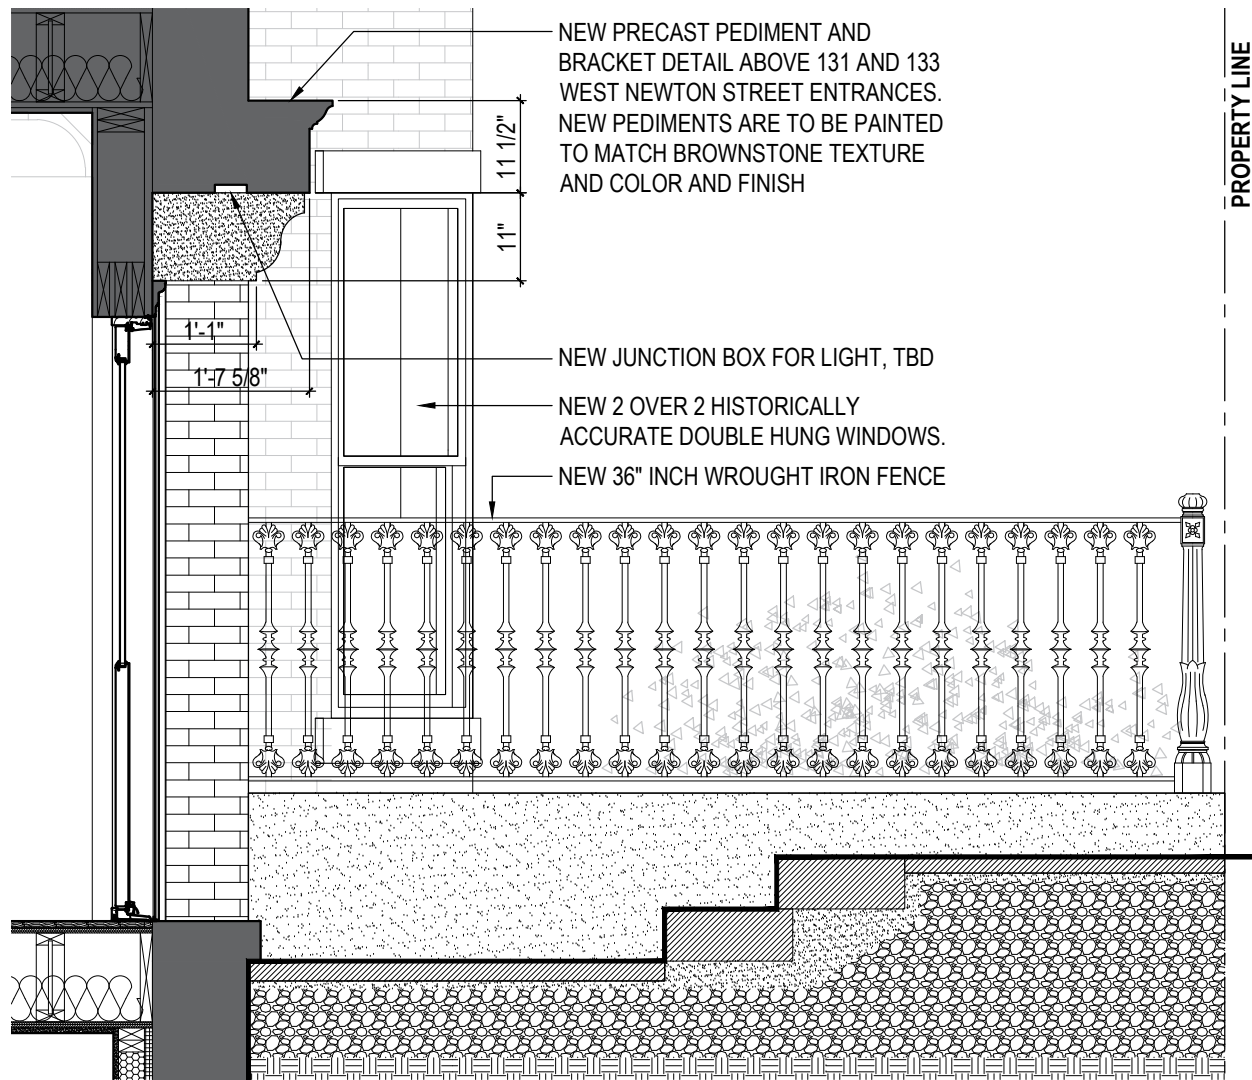 NEW PRECAST PEDIMENT AND
BRACKET DETAIL ABOVE 131 AND 133
WEST NEWTON STREET ENTRANCES.
NEW PEDIMENTS ARE TO BE PAINTED
TO MATCH BROWNSTONE TEXTURE
AND COLOR AND FINISH
PROPERTY LINE
11 1/2"
11"
1'-1"
1'-7 5/8"
NEW JUNCTION BOX FOR LIGHT, TBD
NEW 2 OVER 2 HISTORICALLY
ACCURATE DOUBLE HUNG WINDOWS.
NEW 36" INCH WROUGHT IRON FENCE